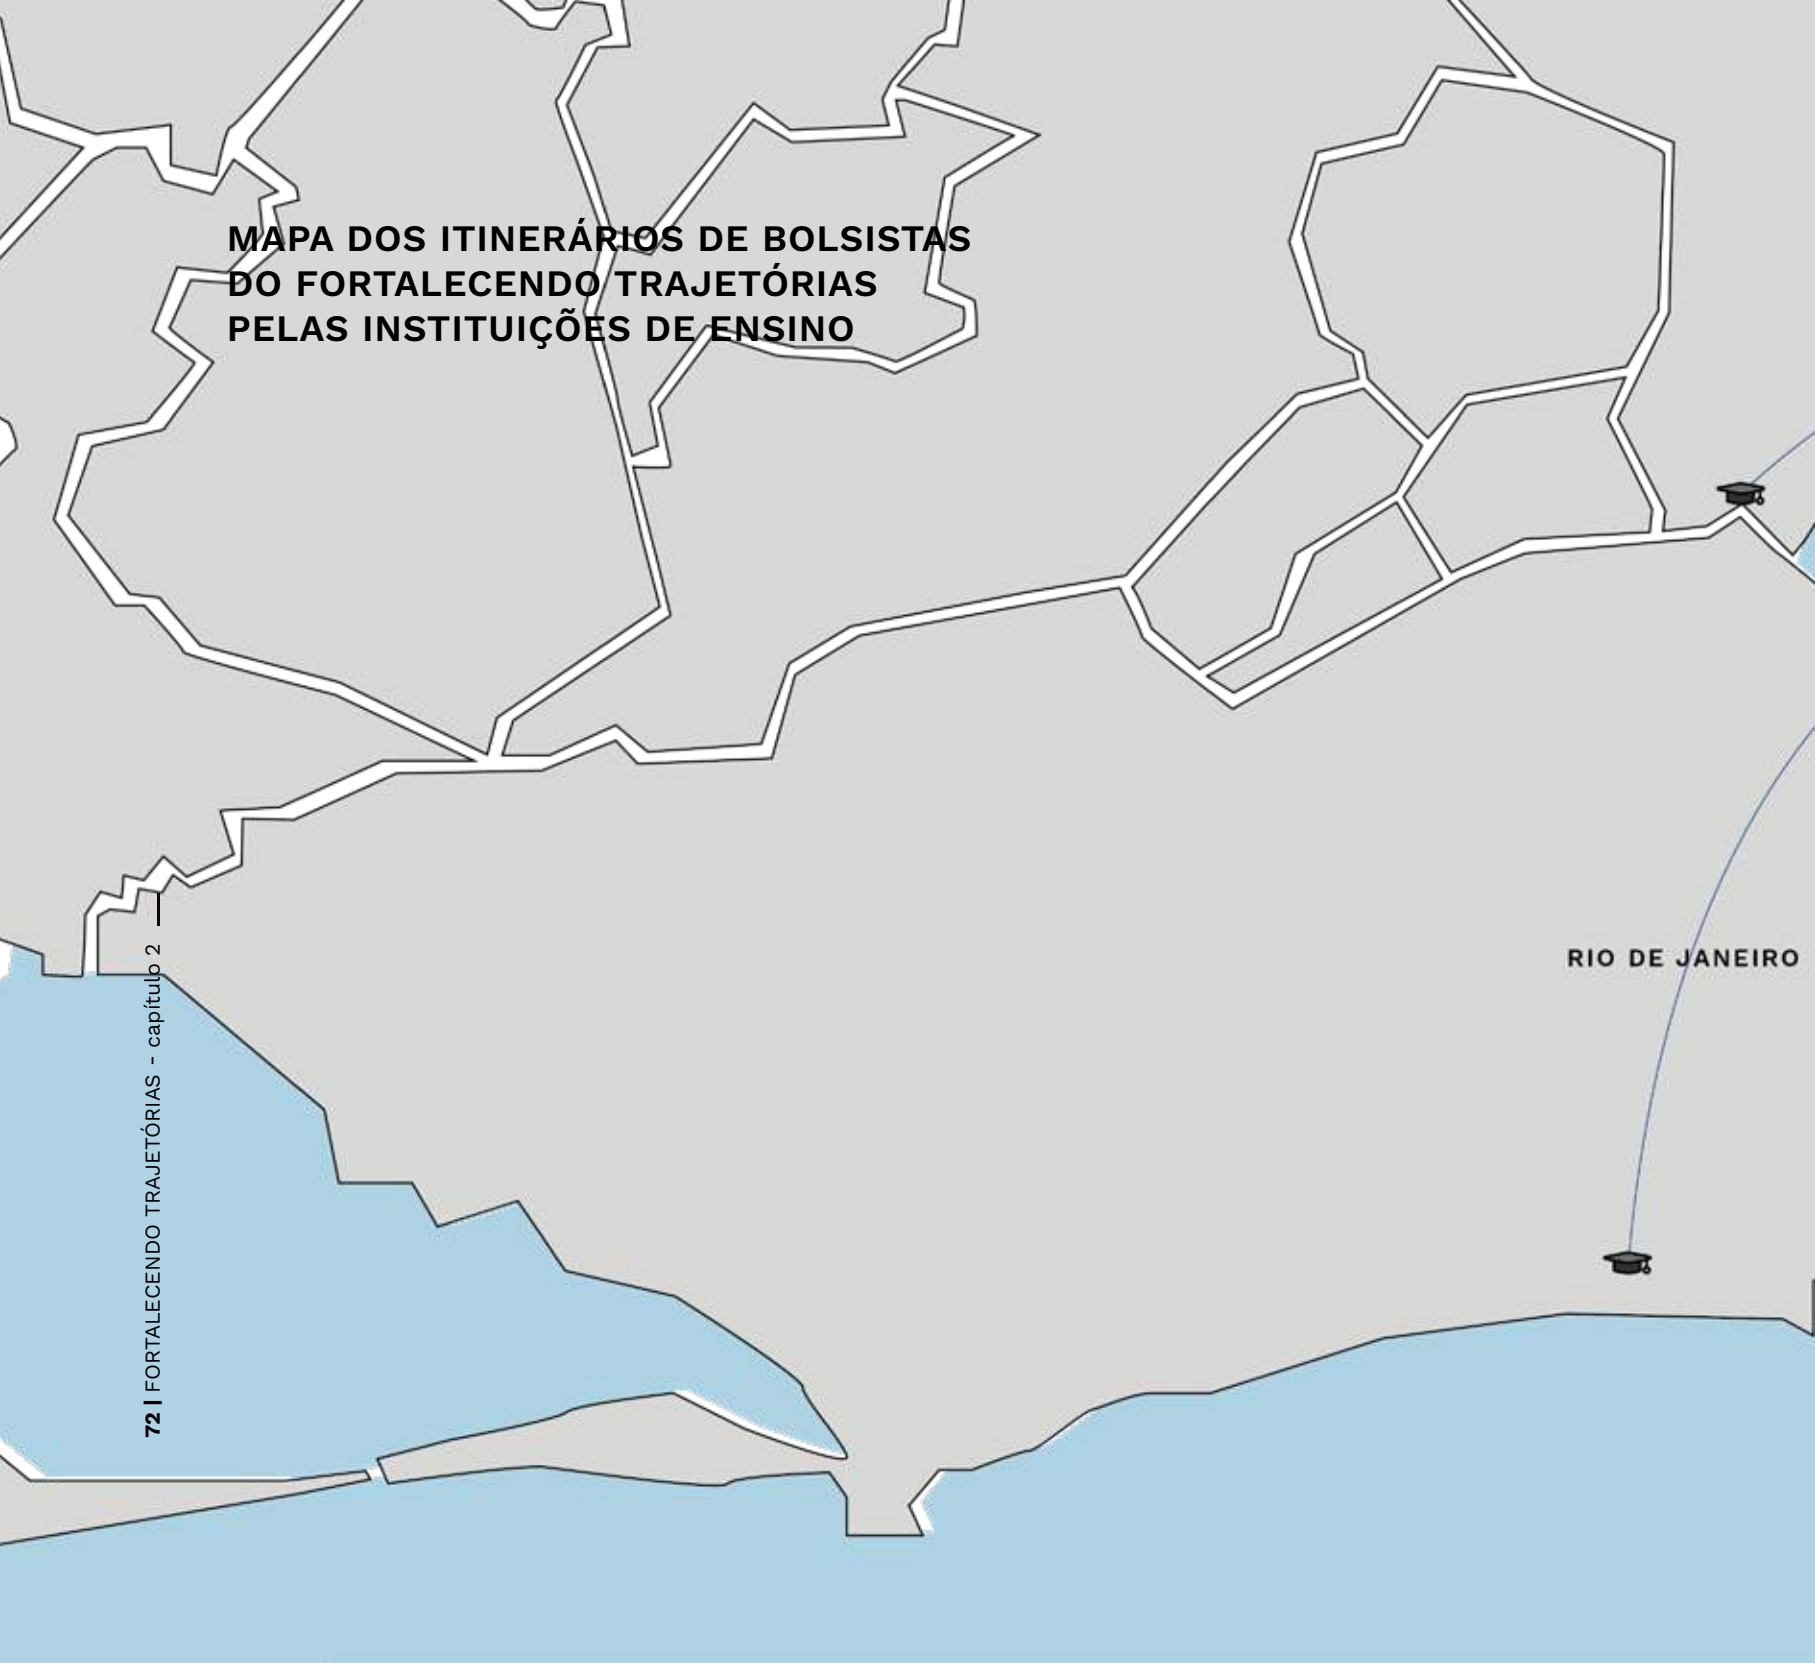 MAPA DOS ITINERÁRIOS DE BOLSISTAS
DO FORTALECENDO TRAJETÓRIAS
PELAS INSTITUIÇÕES DE ENSINO
RIO DE JANEIRO
72 | FORTALECENDO TRAJETÓRIAS - capítulo 2